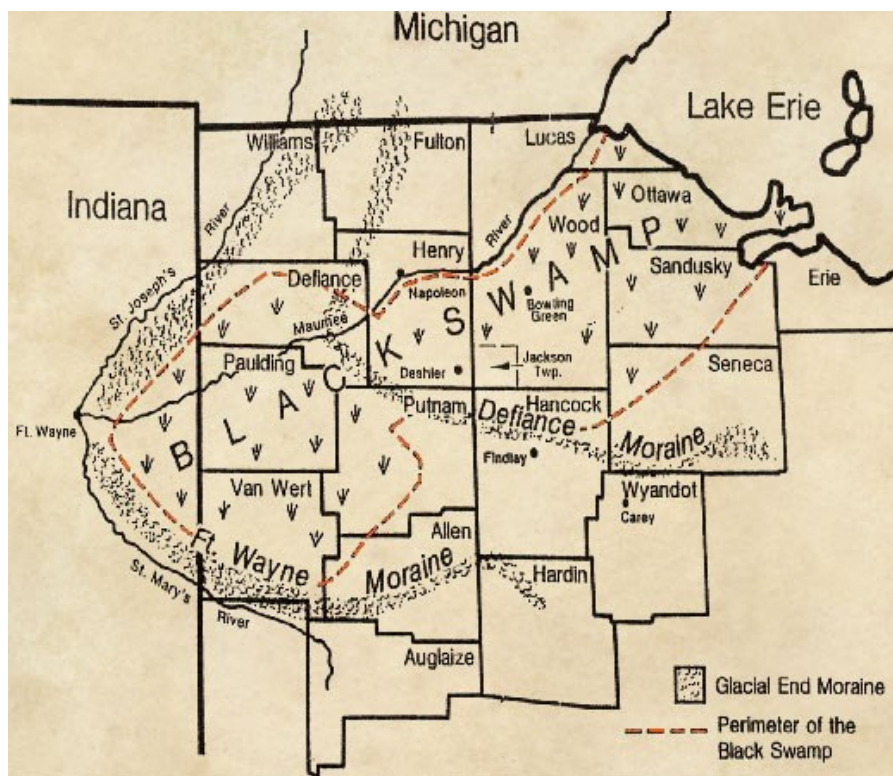 Michigan
Lake Erie
Indiana
Williams
Fulton
Lucas
Ottawa
Wood
River
St. Joseph's
River
Henry
Napoleon
Defiance
Maumee
Sandusky
Erie
BLACK SWAMP
Bowling
Green
Paulding
Deshler
Jackson
Twp.
Seneca
Ft. Wayne
Putnam
Hancock
Defiance Moraine
Findlay
Van Wert
Wyandot
Carey
Allen
Ft. Wayne Moraine
Hardin
St. Mary's
River
Auglaize
Glacial End Moraine
Perimeter of the
Black Swamp